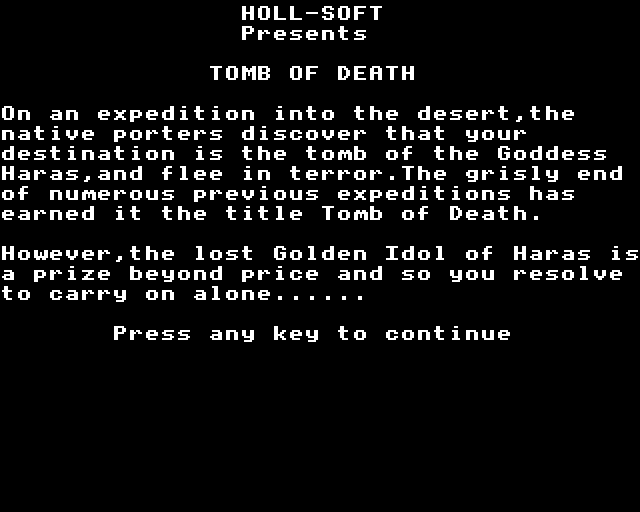 HOLL-SOFT
Presents
TOMB OF DEATH
On an expedition into the desert,the
native porters discover that your
destination is the tomb of the Goddess
Haras,and flee in terror.The grisly end
of numerous previous expeditions has
earned it the title Tomb of Death.
However,the lost Golden Idol of Haras is
a prize beyond price and so you resolve
to carry on alone......
Press any key to continue